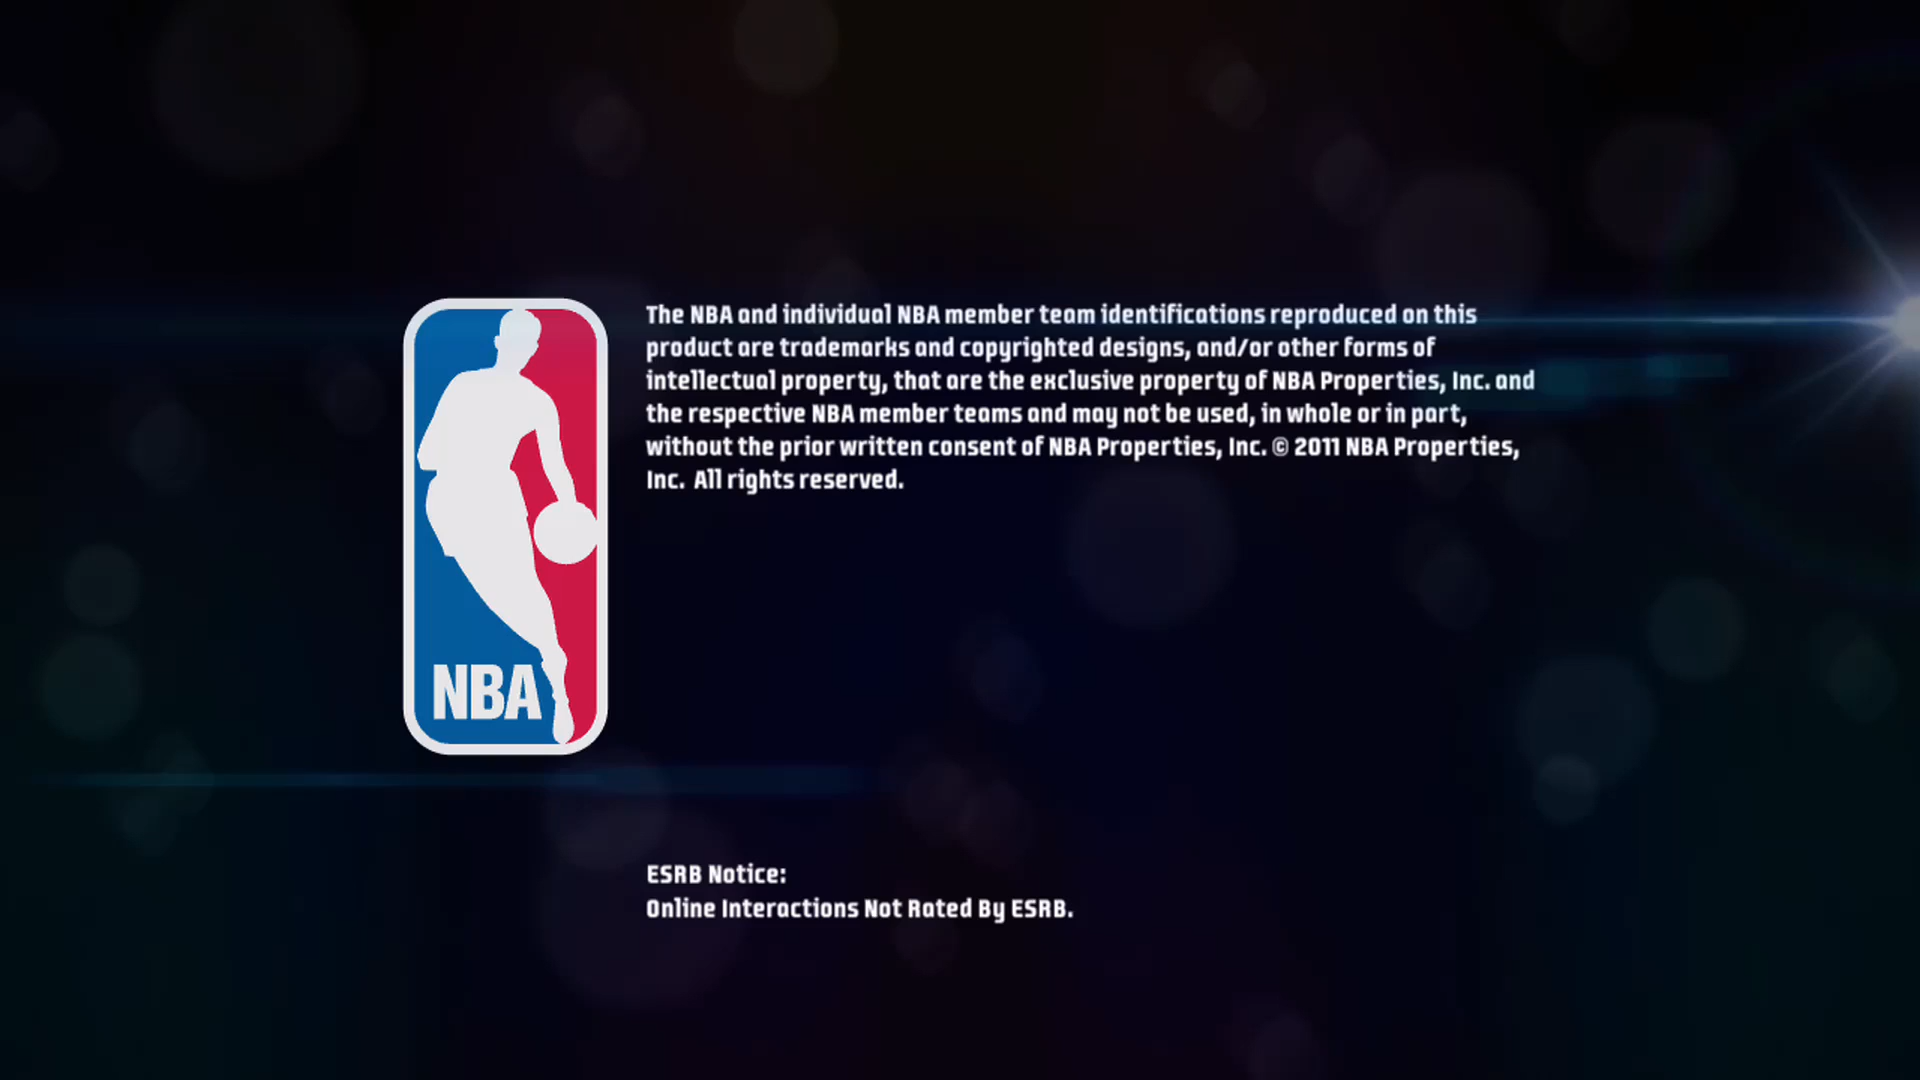 The NBA and individual NBA member team identifications reproduced on this
product are trademarks and copyrighted designs, and/or other forms of
intellectual property, that are the exclusive property of NBA Properties, Inc. and
the respective NBA member teams and may not be used, in whole or in part,
without the prior written consent of NBA Properties, Inc. © 2011 NBA Properties,
Inc. All rights reserved.
NBA
ESRB Notice:
Online Interactions Not Rated By ESRB.